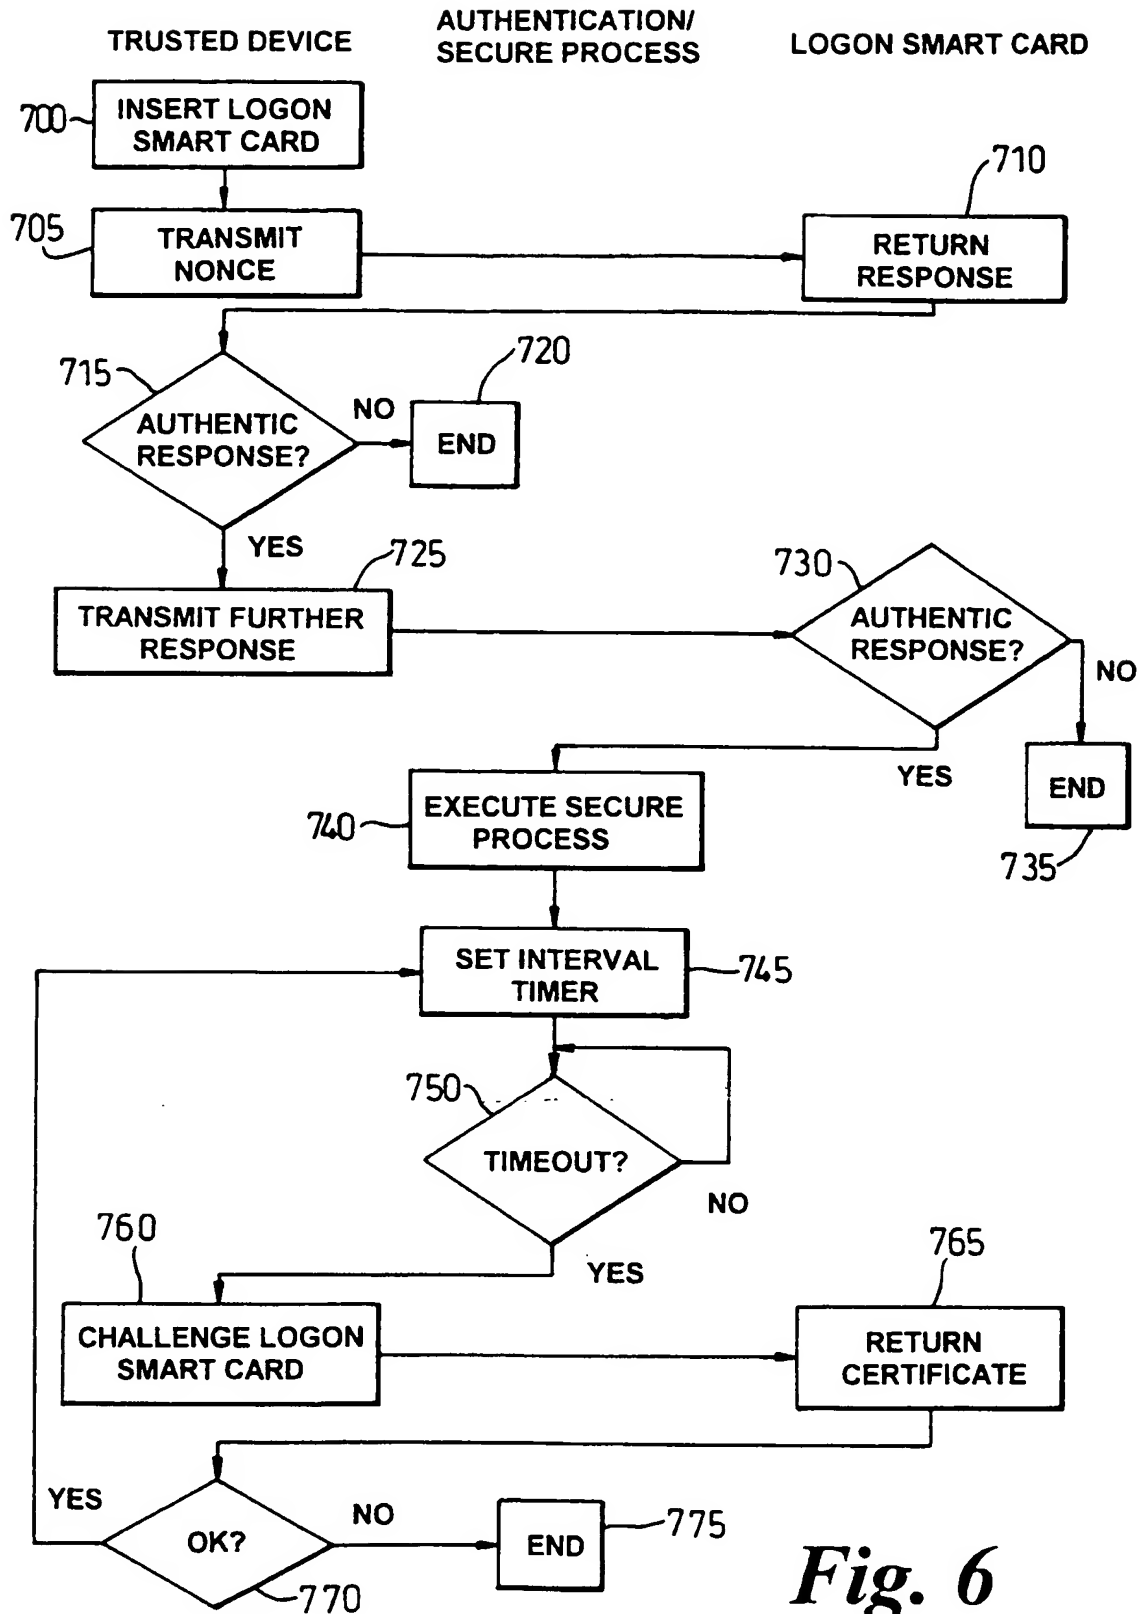 AUTHENTICATION/
TRUSTED DEVICE
SECURE PROCESS
LOGON SMART CARD
700
INSERT LOGON
SMART CARD
710
705
TRANSMIT
NONCE
RETURN
RESPONSE
715
720
NO
AUTHENTIC
RESPONSE?
END
YES
725
730
TRANSMIT FURTHER
RESPONSE
AUTHENTIC
RESPONSE?
NO
YES
END
740
EXECUTE SECURE
PROCESS
735
SET INTERVAL
TIMER
745
750
TIMEOUT?
NO
760
765
YES
CHALLENGE LOGON
SMART CARD
RETURN
CERTIFICATE
YES
NO
OK?
END
775
770
Fig. 6